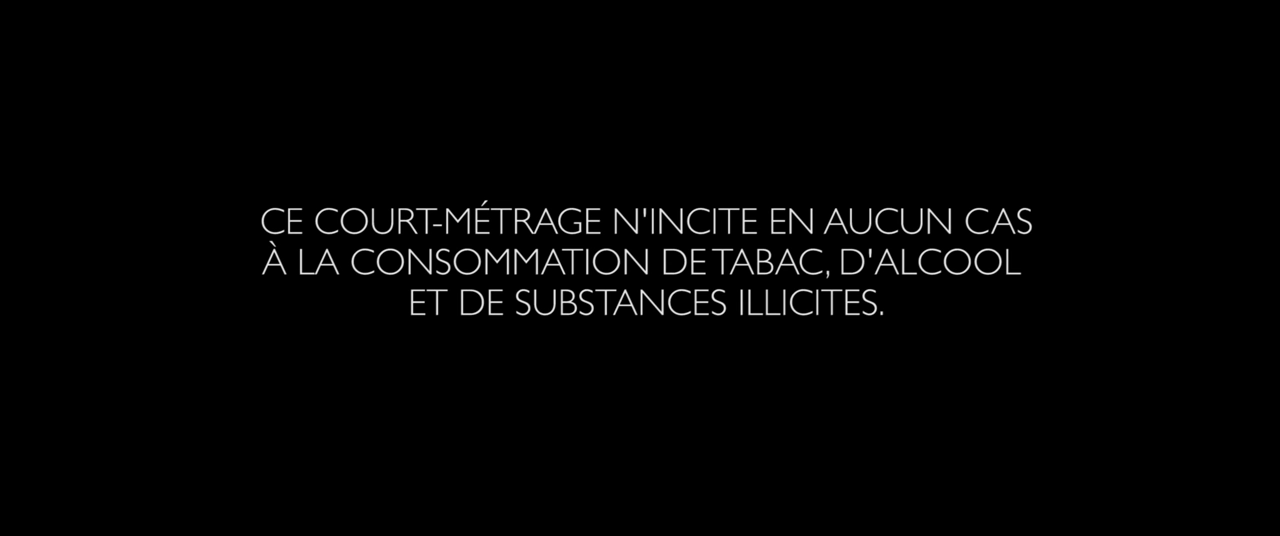 CE COURT-MÉTRAGE N'INCITE EN AUCUN CAS
À LA CONSOMMATION DE TABAC, D'ALCOOL
ET DE SUBSTANCES ILLICITES.